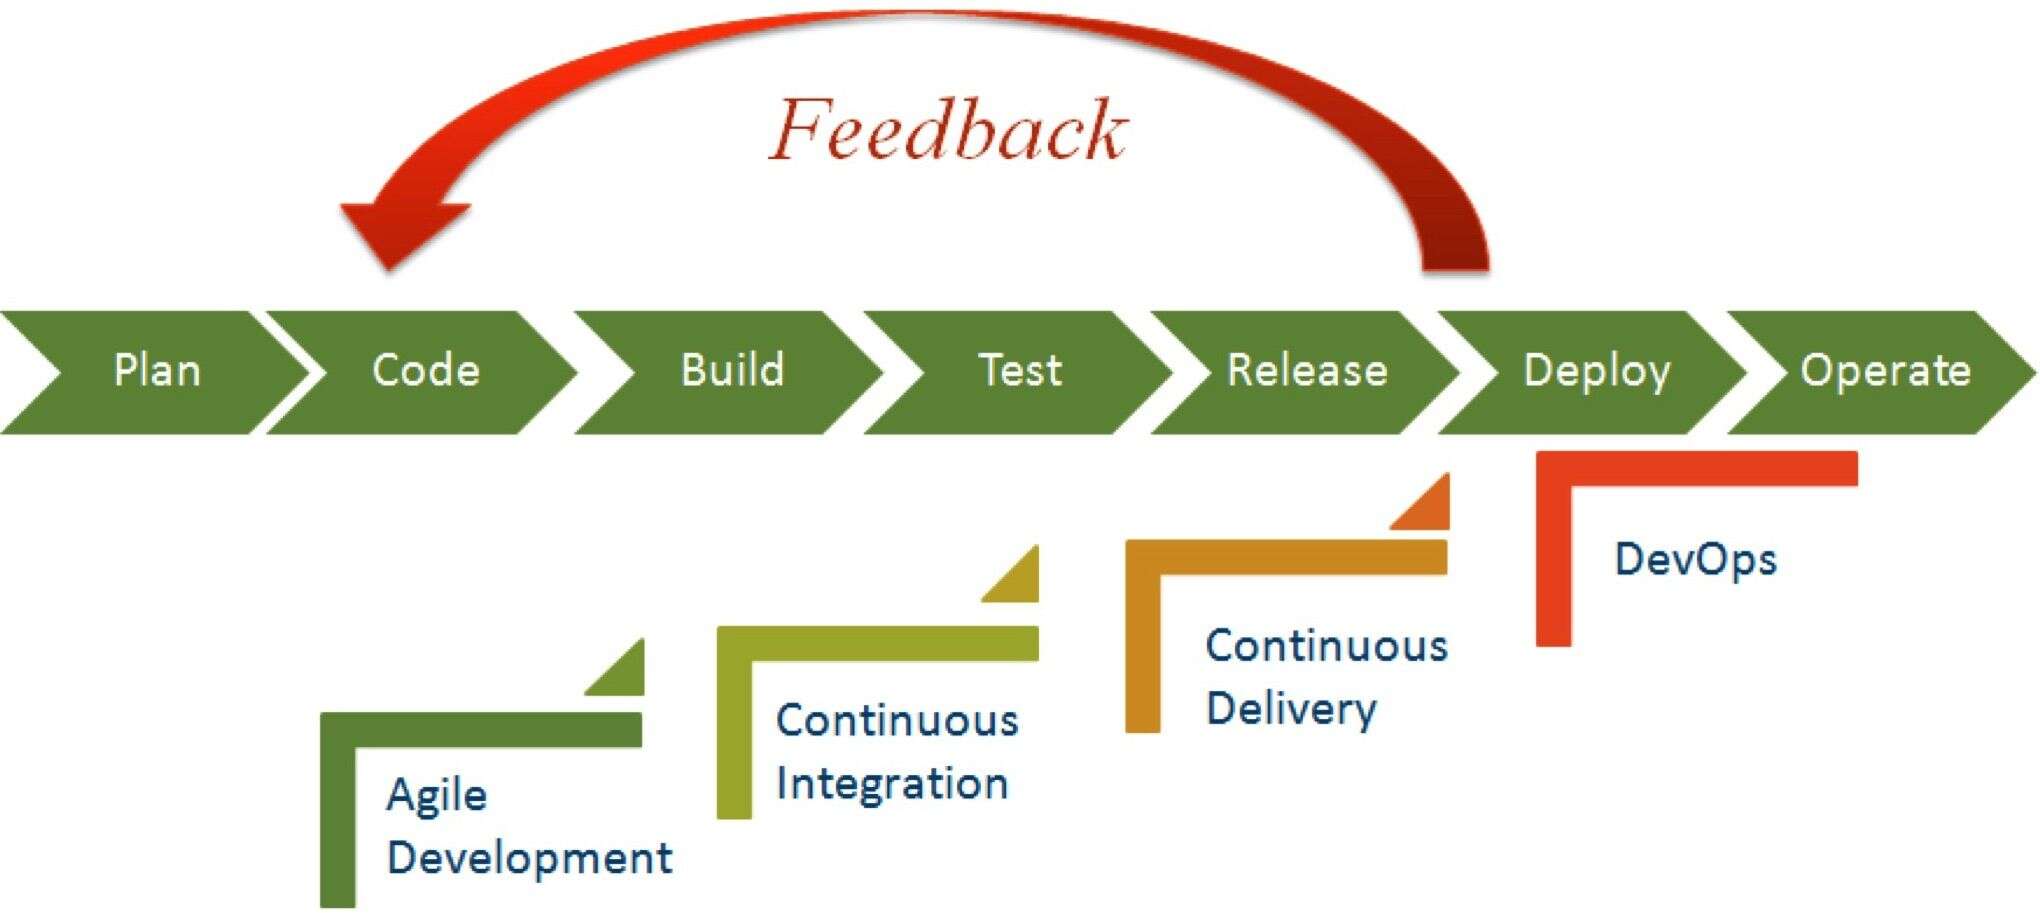 Feedback
Plan
Code
Build
Test
Release
Deploy
Operate
DevOps
Continuous
Delivery
Continuous
Integration
Agile
Development